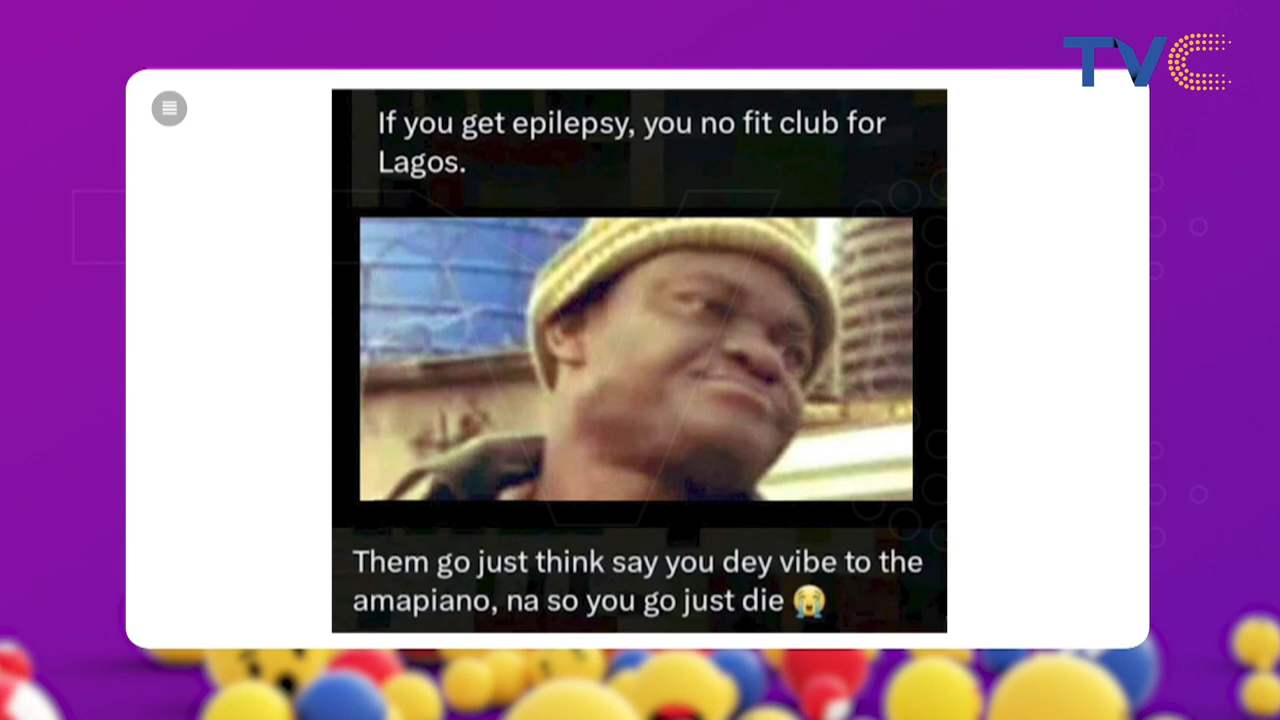 TVC
If you get epilepsy, you no fit club for
Lagos.
Them go just think say you dey vibe to the
amapiano, na so you go just die 😭